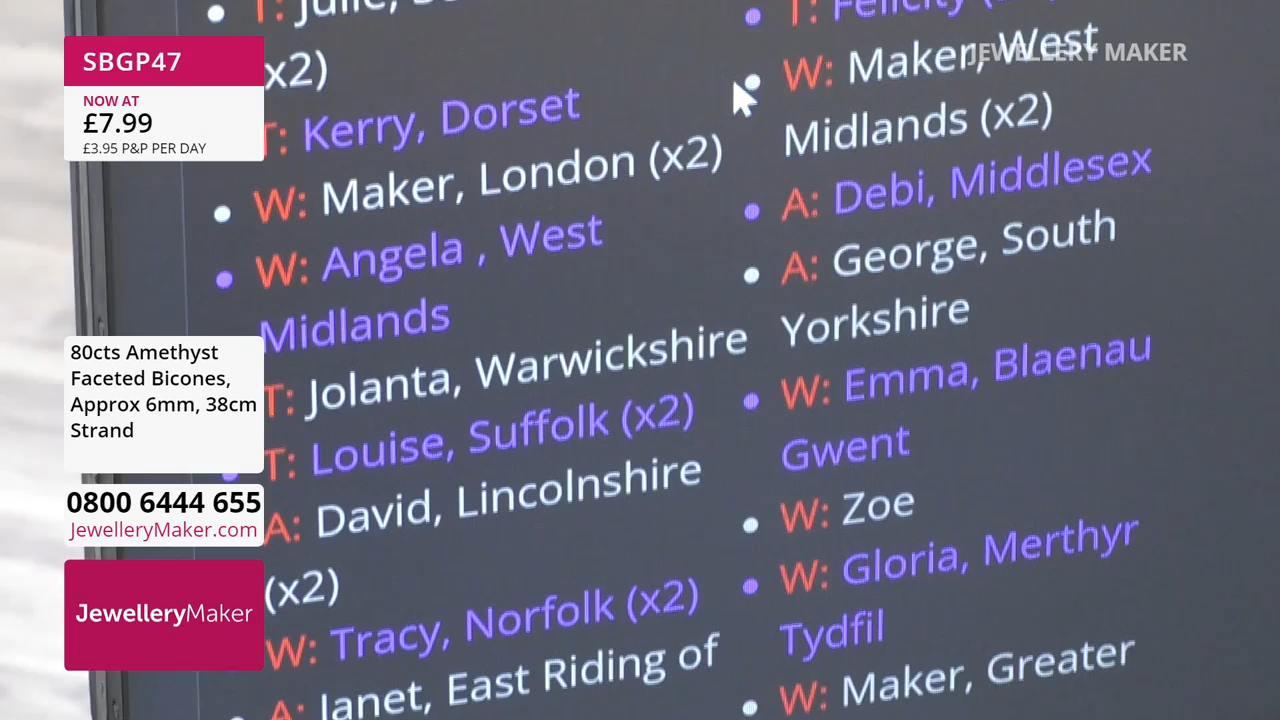 SBGP47
NOW AT
£7.99
£3.95 P&P PER DAY
80cts Amethyst
Faceted Bicones,
Approx 6mm, 38cm
Strand
0800 6444 655
JewelleryMaker.com
JewelleryMaker
JEWELLERY MAKER
T: Julie,
x2)
T: Kerry, Dorset
W: Maker, London (x2)
W: Angela , West
Midlands
T: Jolanta, Warwickshire
T: Louise, Suffolk (x2)
A: David, Lincolnshire
(x2)
W: Tracy, Norfolk (x2)
A: Janet, East Riding of
T: Felicity
W: Maker, West
Midlands (x2)
A: Debi, Middlesex
A: George, South
Yorkshire
W: Emma, Blaenau
Gwent
W: Zoe
W: Gloria, Merthyr
Tydfil
W: Maker, Greater